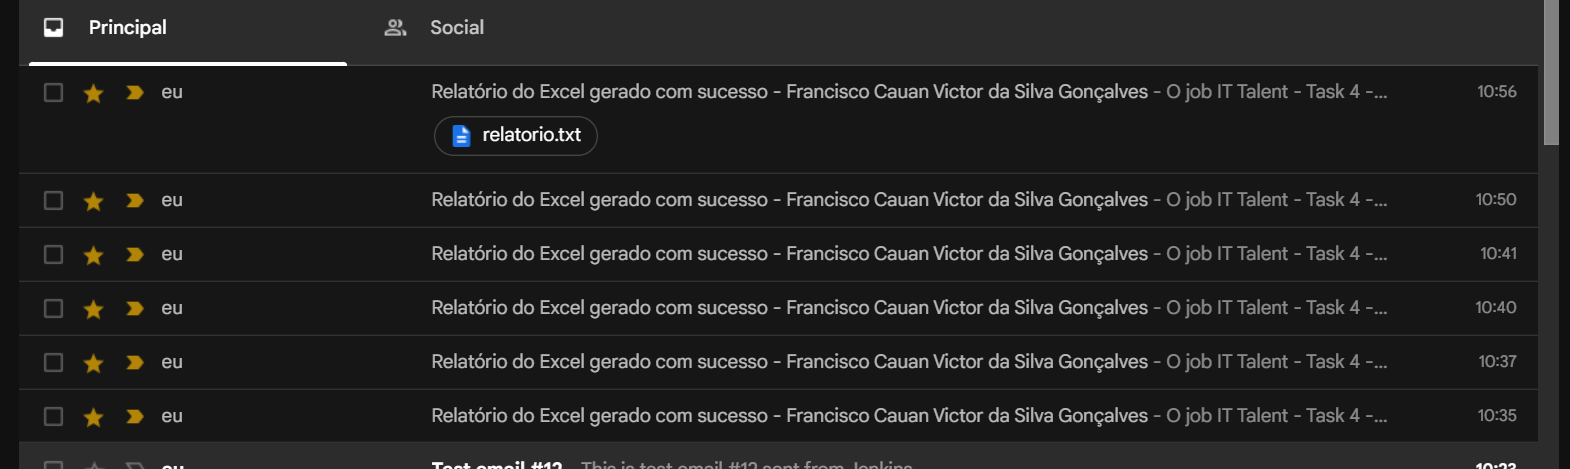 Principal Social
eu Relatório do Excel gerado com sucesso - Francisco Cauan Victor da Silva Gonçalves - O job IT Talent - Task 4 -... 10:56
relatorio.txt
eu Relatório do Excel gerado com sucesso - Francisco Cauan Victor da Silva Gonçalves - O job IT Talent - Task 4 -... 10:50
eu Relatório do Excel gerado com sucesso - Francisco Cauan Victor da Silva Gonçalves - O job IT Talent - Task 4 -... 10:41
eu Relatório do Excel gerado com sucesso - Francisco Cauan Victor da Silva Gonçalves - O job IT Talent - Task 4 -... 10:40
eu Relatório do Excel gerado com sucesso - Francisco Cauan Victor da Silva Gonçalves - O job IT Talent - Task 4 -... 10:37
eu Relatório do Excel gerado com sucesso - Francisco Cauan Victor da Silva Gonçalves - O job IT Talent - Task 4 -... 10:35
eu Test email #12 - This is test email #12 sent from Jenkins 10:23